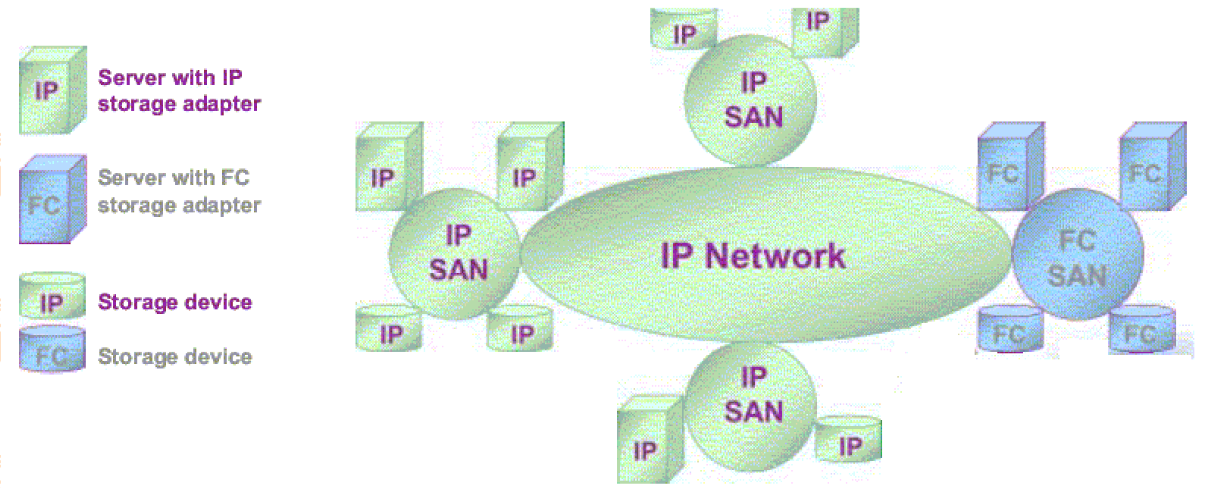 IP
Server with IP
storage adapter
FC
Server with FC
storage adapter
IP
Storage device
FC
Storage device
IP
IP
IP
SAN
IP
IP
IP
SAN
IP
IP
IP Network
FC
FC
FC
SAN
FC
FC
IP
SAN
IP
IP